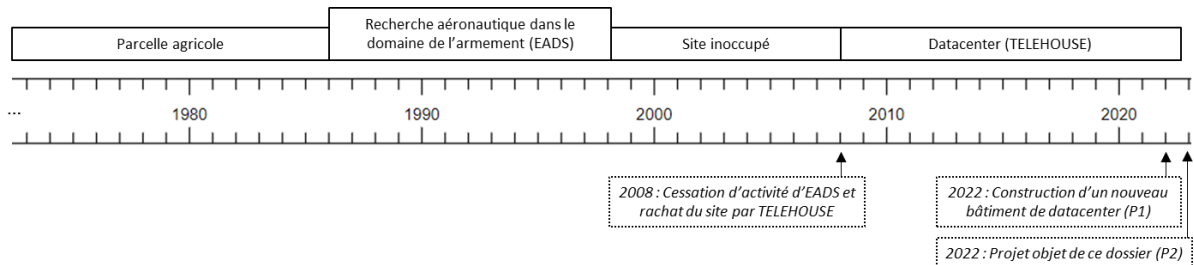 Parcelle agricole
Recherche aéronautique dans le
domaine de l'armement (EADS)
Site inoccupé
Datacenter (TELEHOUSE)
...
1980
1990
2000
2010
2020
2008 : Cessation d'activité d'EADS et
rachat du site par TELEHOUSE
2022 : Construction d'un nouveau
bâtiment de datacenter (P1)
2022 : Projet objet de ce dossier (P2)